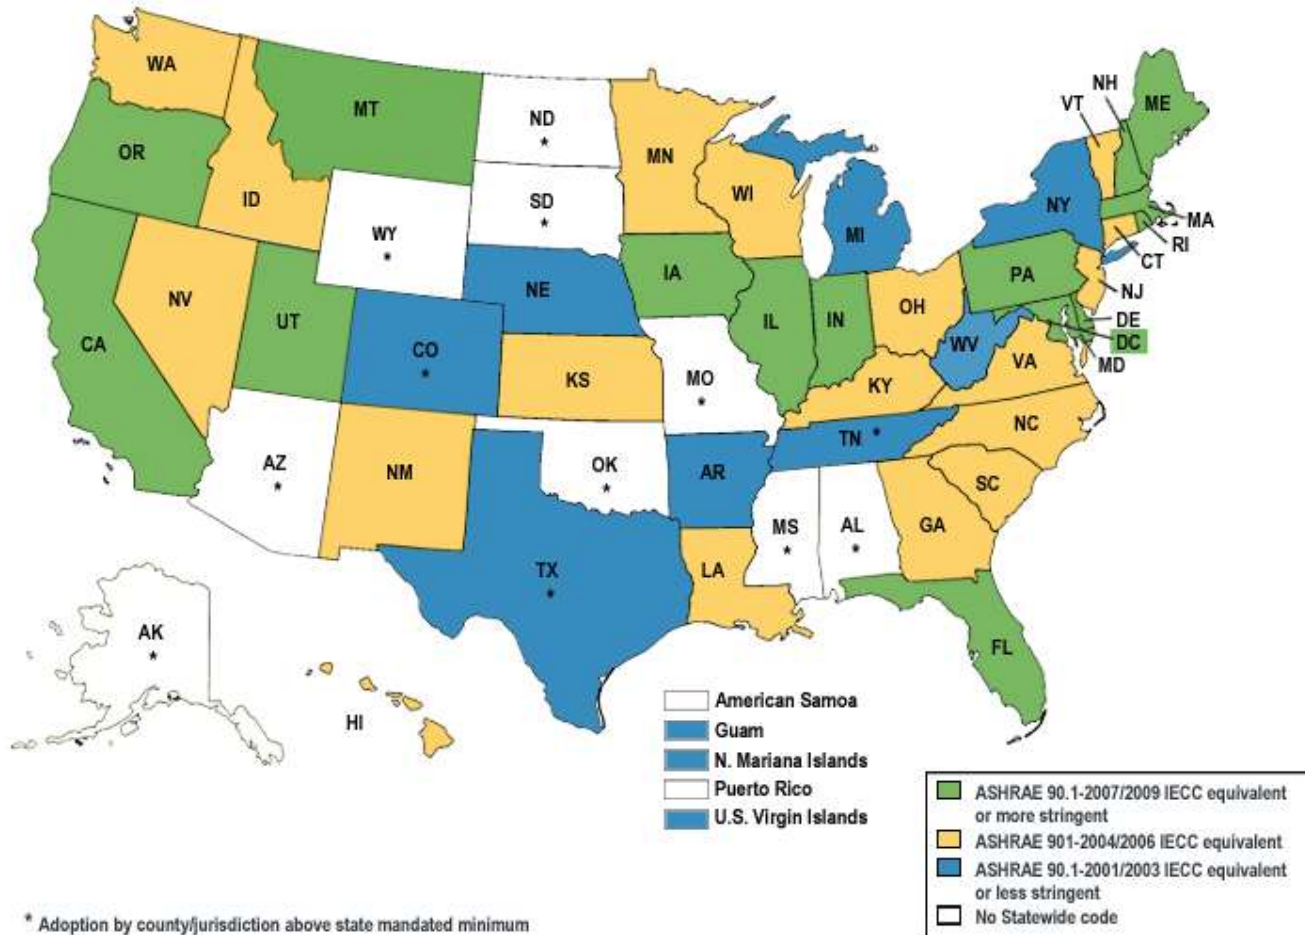 WA
OR
CA
NV
ID
MT
WY
UT
AZ
CO
NM
ND
*
SD
*
*
NE
KS
OK
*
TX
*
*
*
MN
IA
MO
*
AR
LA
WI
IL
MI
IN
OH
KY
TN *
MS
*
AL
*
GA
FL
SC
NC
VA
WV
PA
NY
VT
NH
ME
MA
RI
CT
NJ
DE
DC
MD
AK
*
HI
American Samoa
Guam
N. Mariana Islands
Puerto Rico
U.S. Virgin Islands
ASHRAE 90.1-2007/2009 IECC equivalent
or more stringent
ASHRAE 901-2004/2006 IECC equivalent
ASHRAE 90.1-2001/2003 IECC equivalent
or less stringent
No Statewide code
* Adoption by county/jurisdiction above state mandated minimum